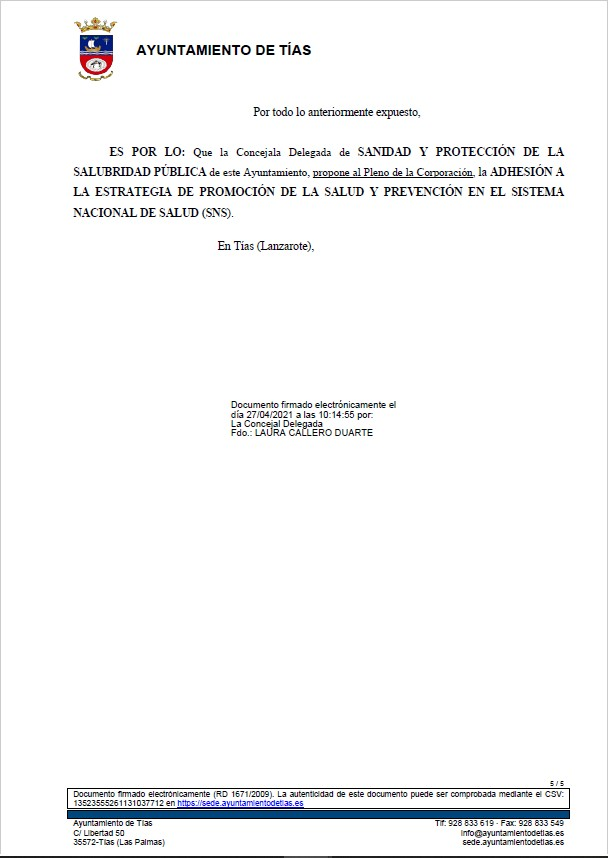 AYUNTAMIENTO DE TÍAS
Por todo lo anteriormente expuesto,
ES POR LO: Que la Concejala Delegada de SANIDAD Y PROTECCIÓN DE LA
SALUBRIDAD PÚBLICA de este Ayuntamiento, propone al Pleno de la Corporación, la ADHESIÓN A
LA ESTRATEGIA DE PROMOCIÓN DE LA SALUD Y PREVENCIÓN EN EL SISTEMA
NACIONAL DE SALUD (SNS).
En Tías (Lanzarote),
Documento firmado electrónicamente el
día 27/04/2021 a las 10:14:55 por:
La Concejal Delegada
Fdo.: LAURA CALLERO DUARTE
5 / 5
Documento firmado electrónicamente (RD 1671/2009). La autenticidad de este documento puede ser comprobada mediante el CSV:
13523555261131037712 en https://sede.ayuntamientodetias.es
Ayuntamiento de Tías
C/ Libertad 50
35572-Tías (Las Palmas)
Tlf: 928 833 619 - Fax: 928 833 549
info@ayuntamientodetias.es
sede.ayuntamientodetias.es